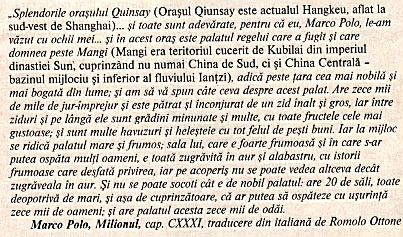 „Splendorile orașului Quinsay (Orașul Qiunsay este actualul Hangkeu, aflat la
sud-vest de Shanghai)... și toate sunt adevărate, pentru că eu, Marco Polo, le-am
văzut cu ochii mei... și in acest oraș este palatul regelui care a fugit și care
domnea peste Mangi (Mangi era teritoriul cucerit de Kubilai din imperiul
dinastiei Sun, cuprinzând nu numai China de Sud, ci și China Centrală -
bazinul mijlociu și inferior al fluviului Ianțzi), adică peste țara cea mai nobilă și
mai bogată din lume; și am să vă spun câte ceva despre acest palat. Are zece mii
de mile de jur-imprejur și este pătrat și înconjurat de un zid înalt și gros, iar între
ziduri și pe lângă ele sunt grădini minunate și multe, cu toate fructele cele mai
gustoase; și sunt multe havuzuri și heleșteie cu tot felul de pești buni. Iar la mijloc
se ridică palatul mare și frumos; sala lui, care e foarte frumoasă și în care s-ar
putea ospăta mulți oameni, e toată zugrăvită în aur și alabastru, cu istorii
frumoase care desfată privirea, iar pe acoperiș nu se poate vedea altceva decât
zugrăveala în aur. Și nu se poate socoti cât e de nobil palatul: are 20 de săli, toate
deopotrivă de mari, și așa de cuprinzătoare, că ar putea să ospăteze cu ușurință
zece mii de oameni; și are palatul acesta zece mii de odăi.
Marco Polo, Milionul, cap. CXXXI, traducere din italiană de Romolo Ottone